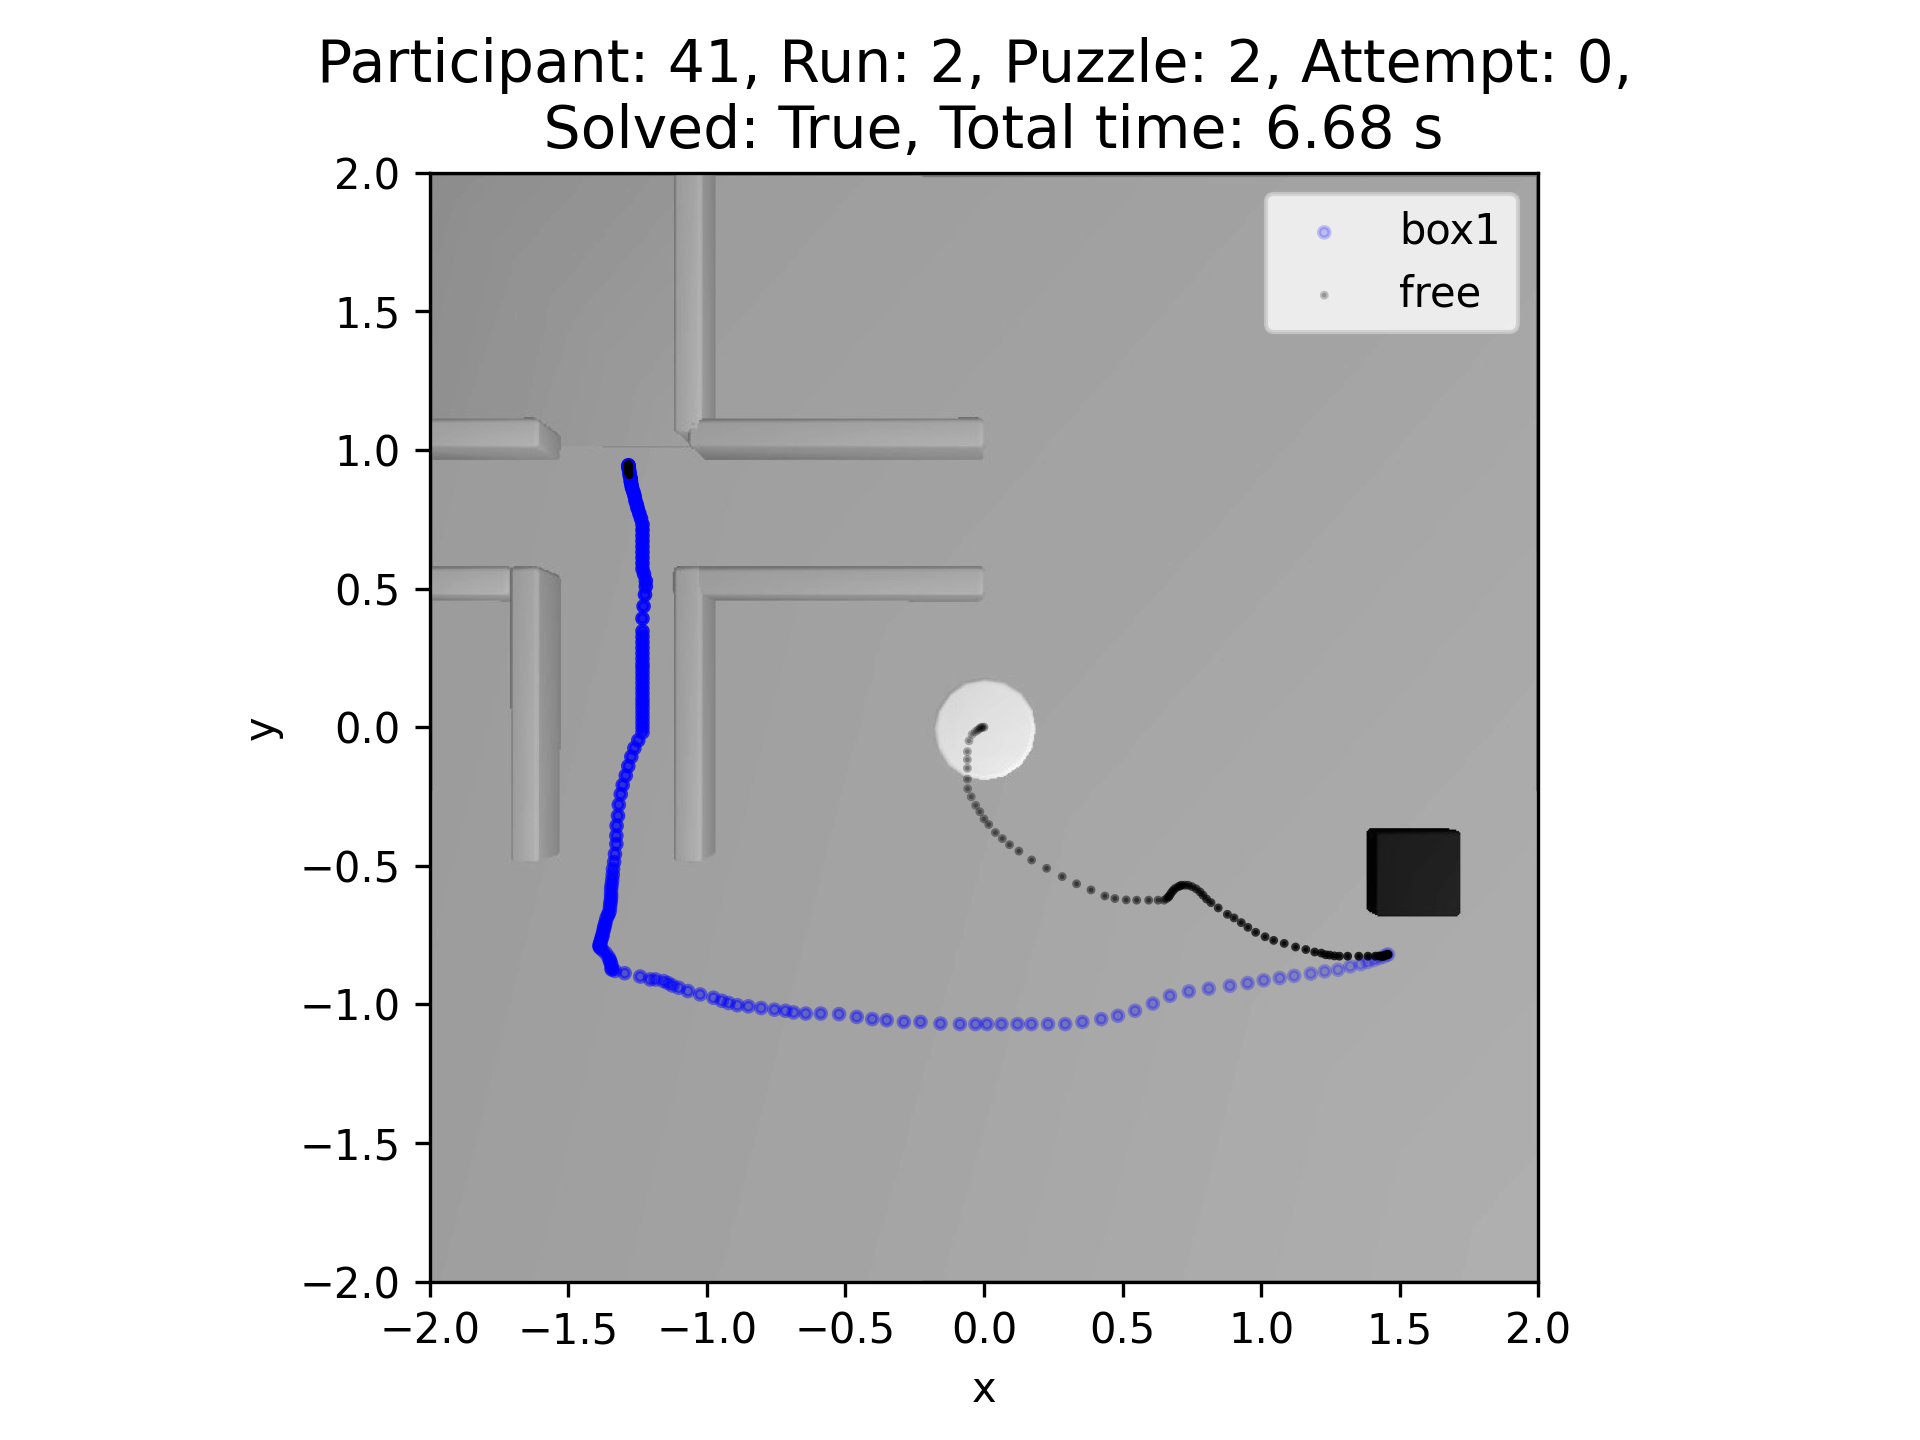 Participant: 41, Run: 2, Puzzle: 2, Attempt: 0,
Solved: True, Total time: 6.68 s
box1
free
2.0
1.5
1.0
0.5
0.0
−0.5
−1.0
−1.5
−2.0
y
−2.0 −1.5 −1.0 −0.5 0.0 0.5 1.0 1.5 2.0
x